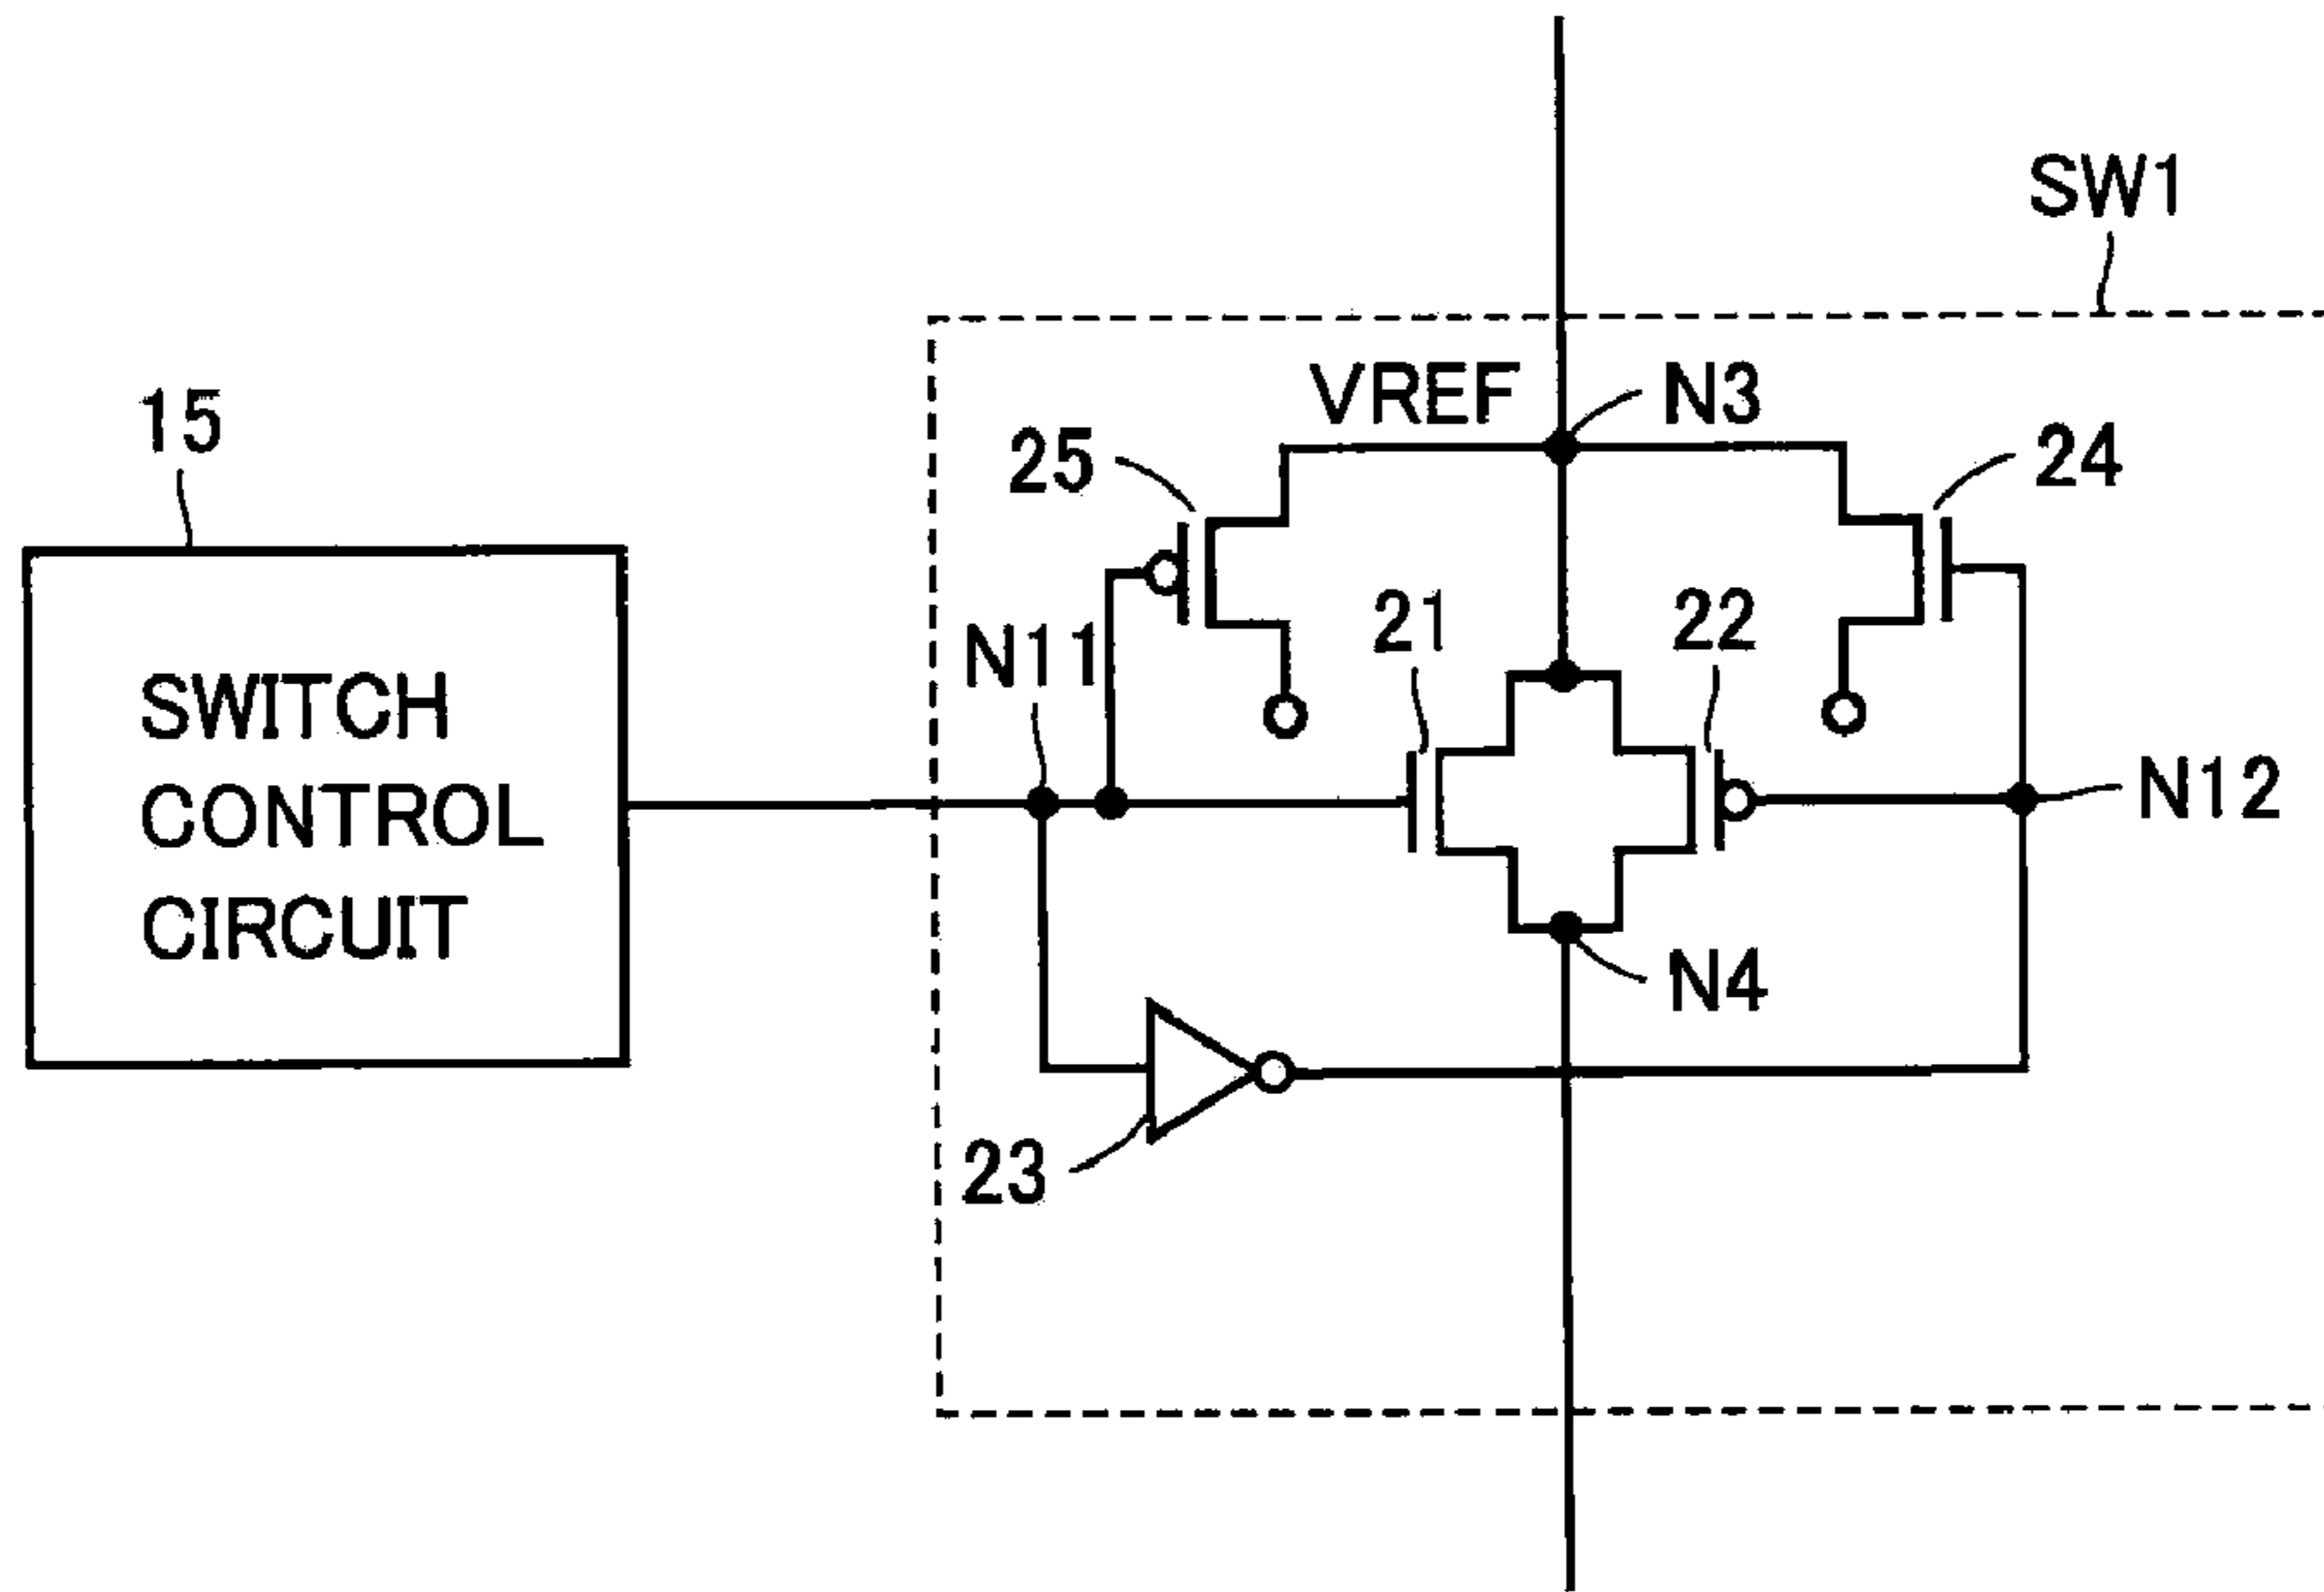 SW1
15
VREF
N3
25
24
21
22
N11
SWITCH
CONTROL
CIRCUIT
N12
N4
23